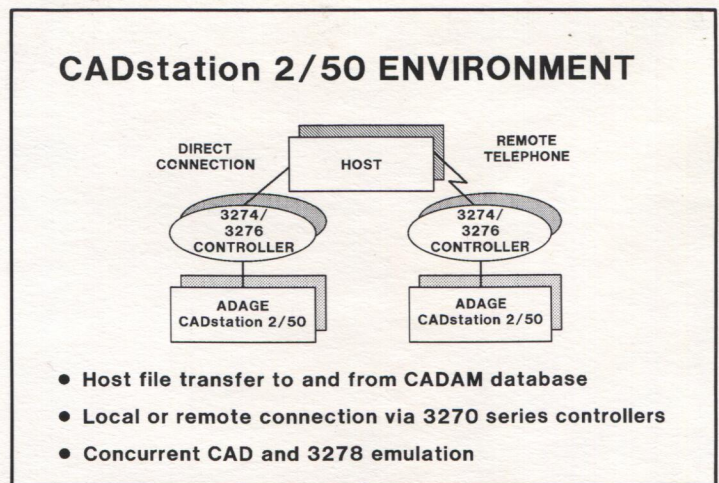 CADstation 2/50 ENVIRONMENT
DIRECT
CONNECTION
HOST
REMOTE
TELEPHONE
3274/
3276
CONTROLLER
3274/
3276
CONTROLLER
ADAGE
CADstation 2/50
ADAGE
CADstation 2/50
• Host file transfer to and from CADAM database
• Local or remote connection via 3270 series controllers
• Concurrent CAD and 3278 emulation